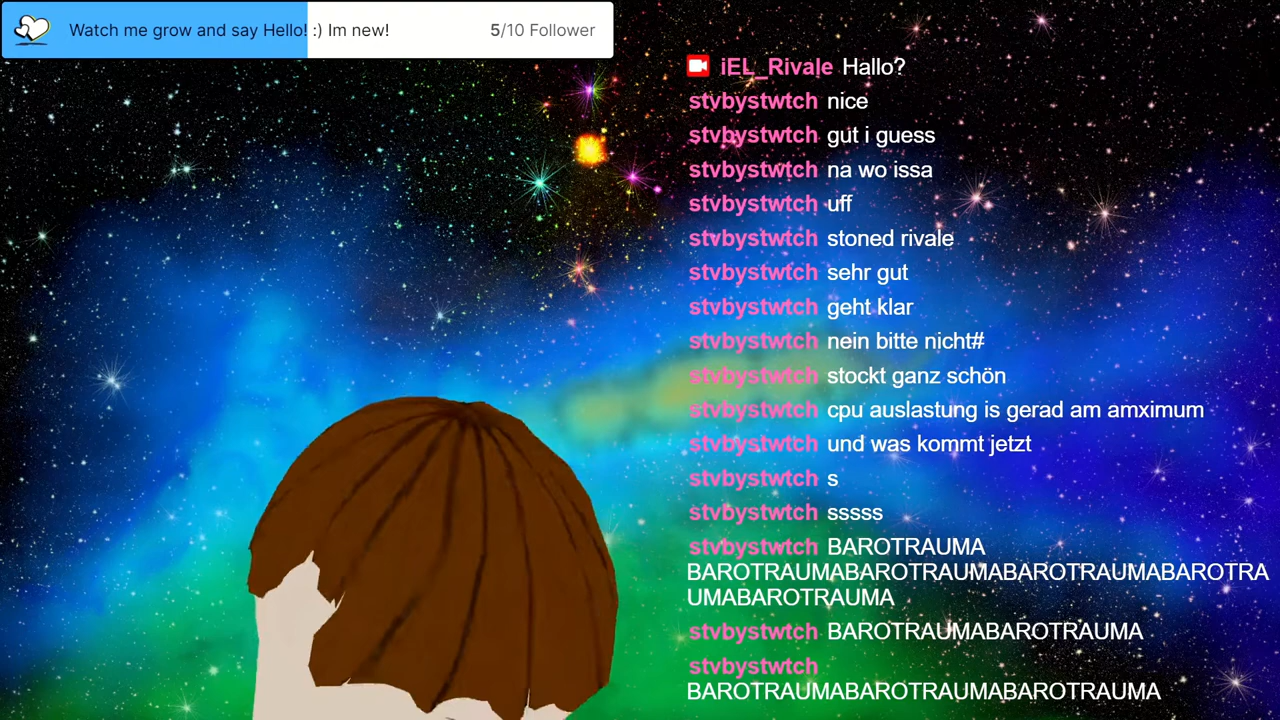 Watch me grow and say Hello! :) Im new! 5/10 Follower
iEL_Rivale Hallo?
stvbystwtch nice
stvbystwtch gut i guess
stvbystwtch na wo issa
stvbystwtch uff
stvbystwtch stoned rivale
stvbystwtch sehr gut
stvbystwtch geht klar
stvbystwtch nein bitte nicht#
stvbystwtch stockt ganz schön
stvbystwtch cpu auslastung is gerad am amximum
stvbystwtch und was kommt jetzt
stvbystwtch s
stvbystwtch sssss
stvbystwtch BAROTRAUMA
BAROTRAUMABAROTRAUMABAROTRAUMABAROTRA
UMABAROTRAUMA
stvbystwtch BAROTRAUMABAROTRAUMA
stvbystwtch
BAROTRAUMABAROTRAUMABAROTRAUMA